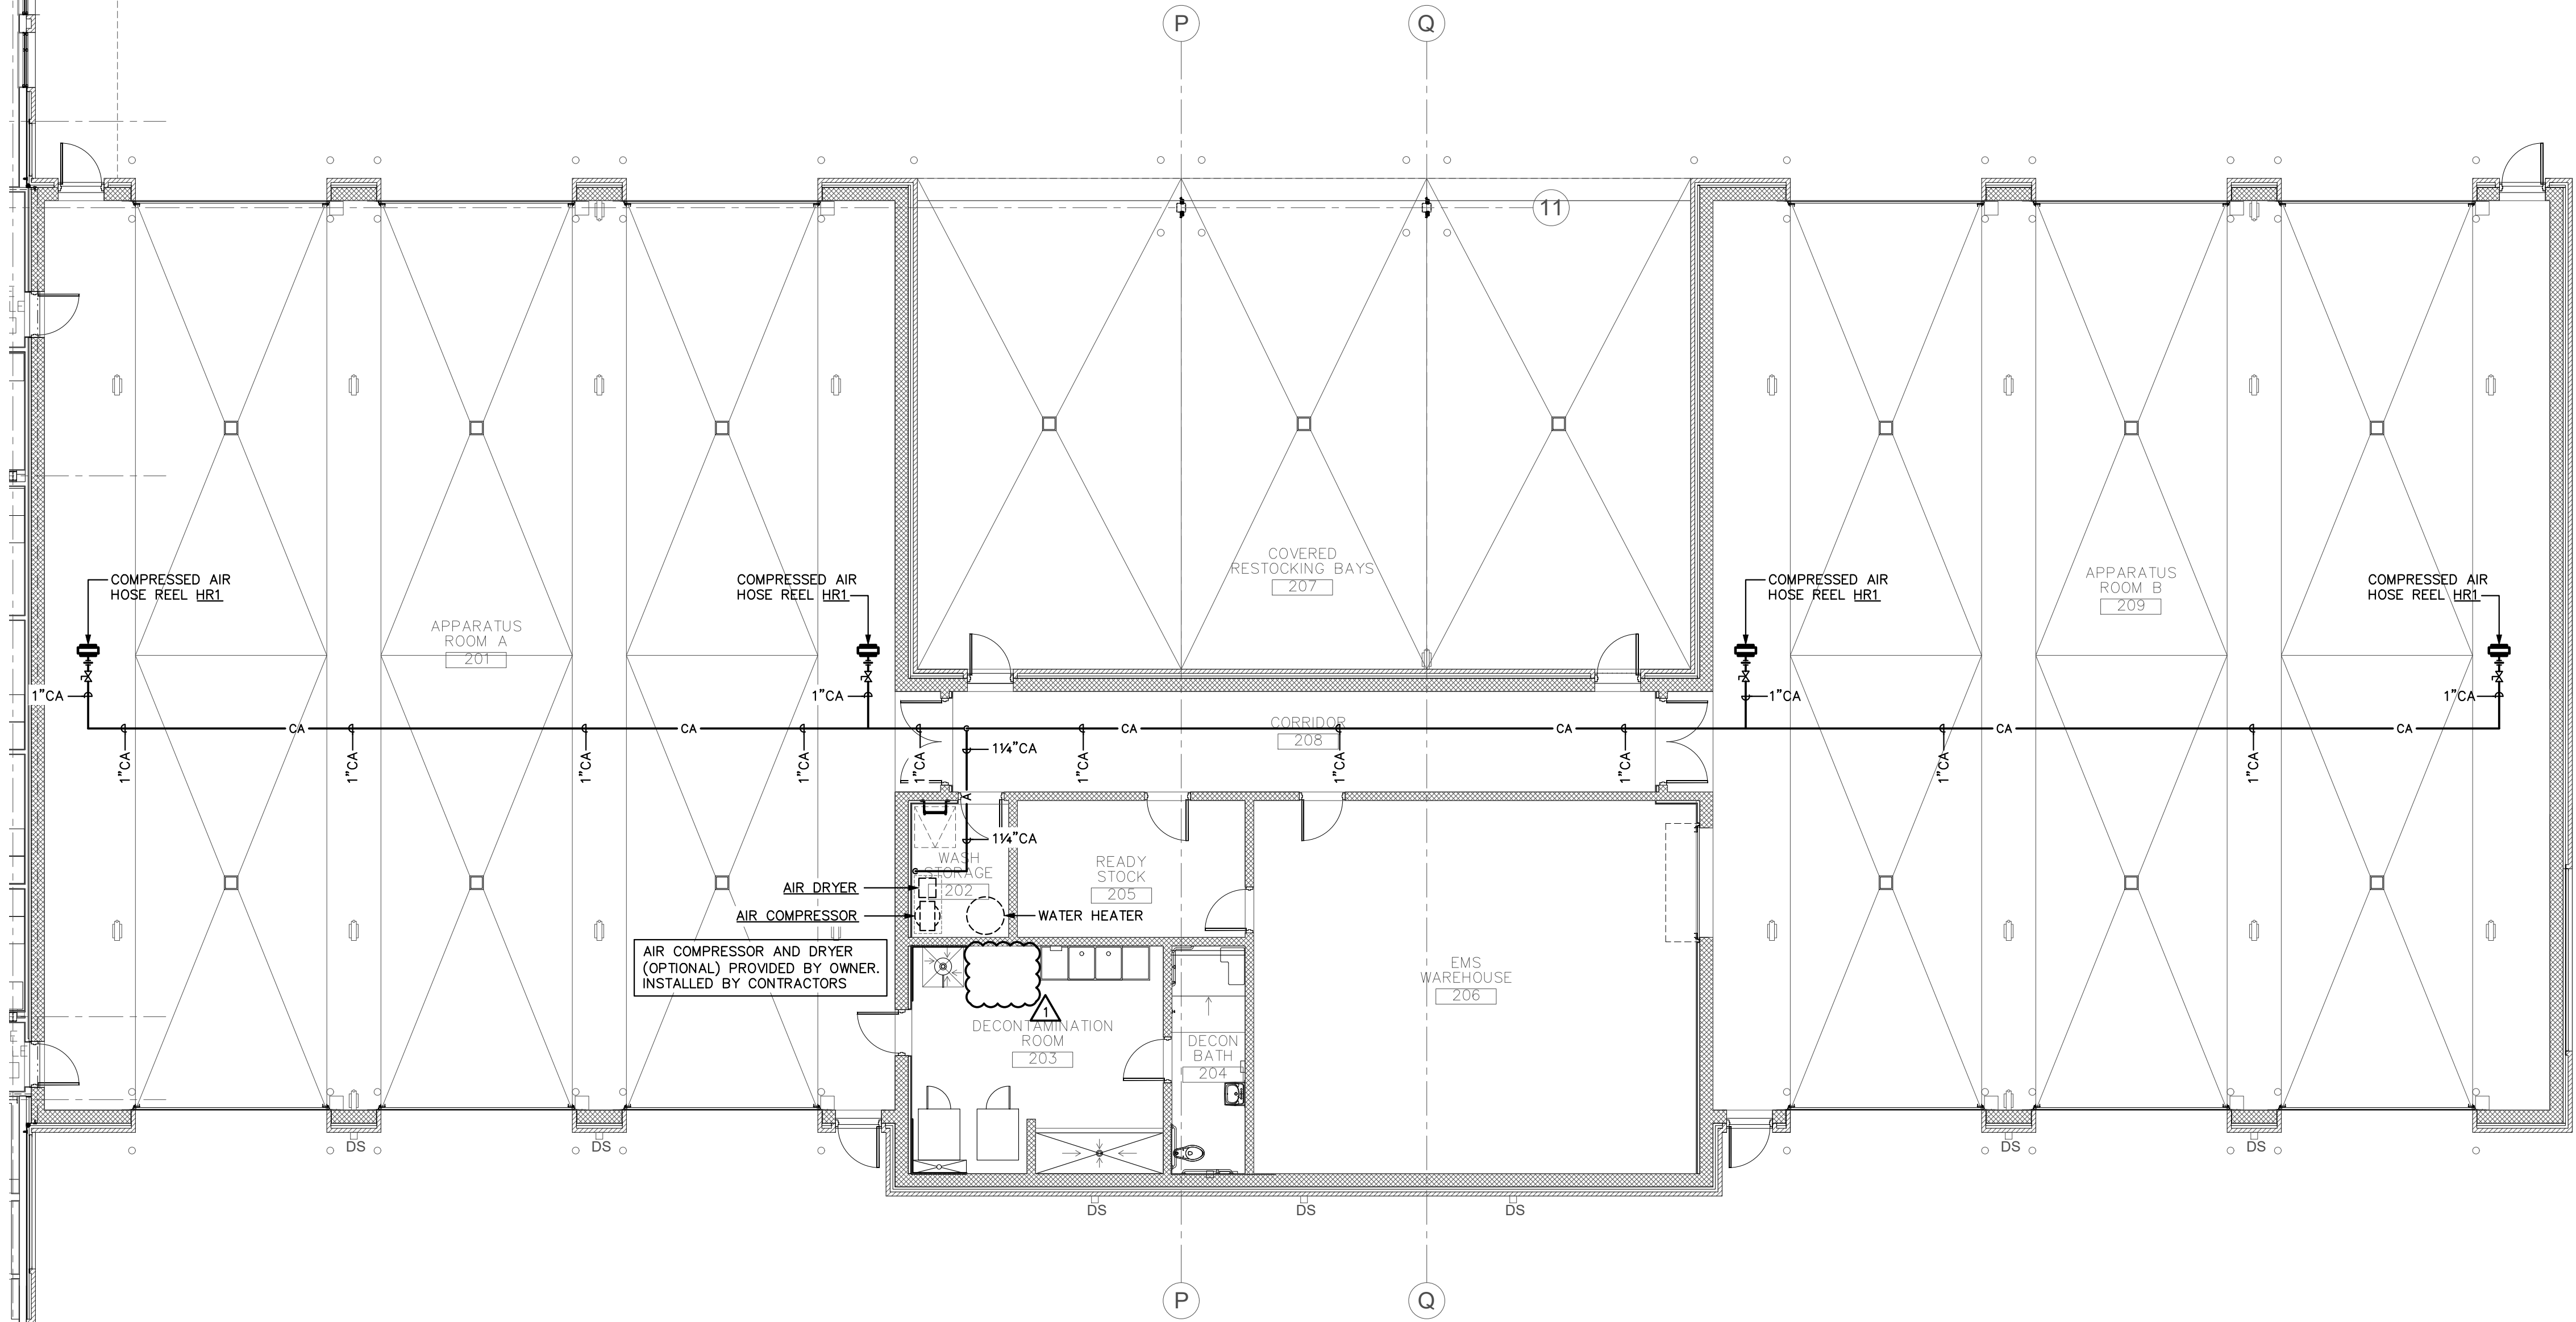 P
Q
11
COVERED
RESTOCKING BAYS
207
COMPRESSED AIR
HOSE REEL HR1
COMPRESSED AIR
HOSE REEL HR1
COMPRESSED AIR
HOSE REEL HR1
COMPRESSED AIR
HOSE REEL HR1
APPARATUS
ROOM A
201
APPARATUS
ROOM B
209
1"CA
1"CA
1"CA
1"CA
CA
CA
CA
CA
CA
CA
CORRIDOR
208
1"CA
1"CA
1"CA
1"CA
1"CA
1"CA
1"CA
1"CA
1"CA
1"CA
1¼"CA
1¼"CA
WASH
STORAGE
202
READY
STOCK
205
AIR DRYER
AIR COMPRESSOR
WATER HEATER
AIR COMPRESSOR AND DRYER
(OPTIONAL) PROVIDED BY OWNER.
INSTALLED BY CONTRACTORS
1
DECONTAMINATION
ROOM
203
DECON
BATH
204
EMS
WAREHOUSE
206
DS
DS
DS
DS
DS
DS
DS
P
Q